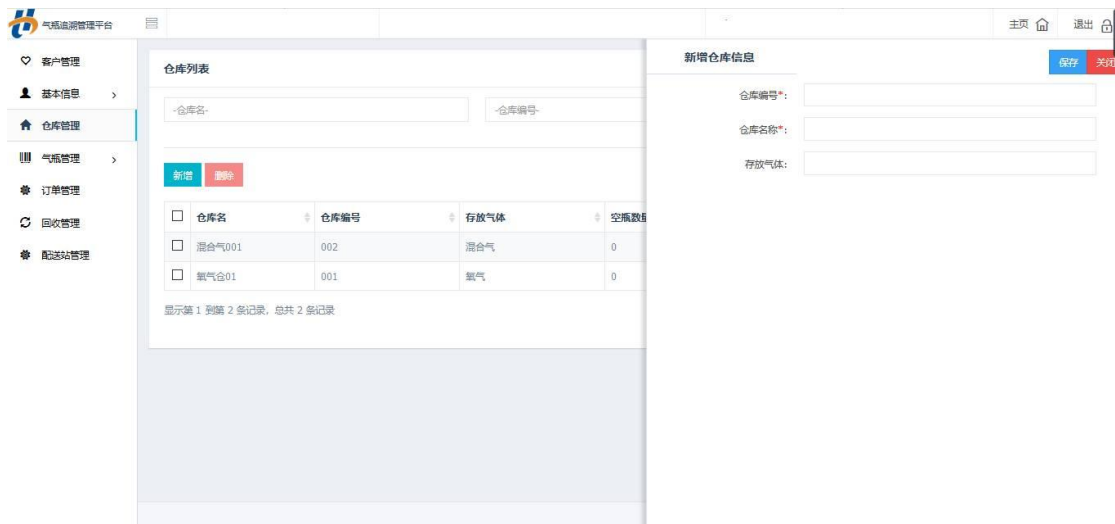 气瓶追溯管理平台
主页 退出
客户管理
基本信息
仓库管理
气瓶管理
订单管理
回收管理
配送站管理
仓库列表
-仓库名- -仓库编号-
新增 删除
仓库名 仓库编号 存放气体 空瓶数量
混合气001 002 混合气 0
氧气仓01 001 氧气 0
显示第 1 到第 2 条记录，总共 2 条记录
新增仓库信息
保存 关闭
仓库编号*:
仓库名称*:
存放气体: